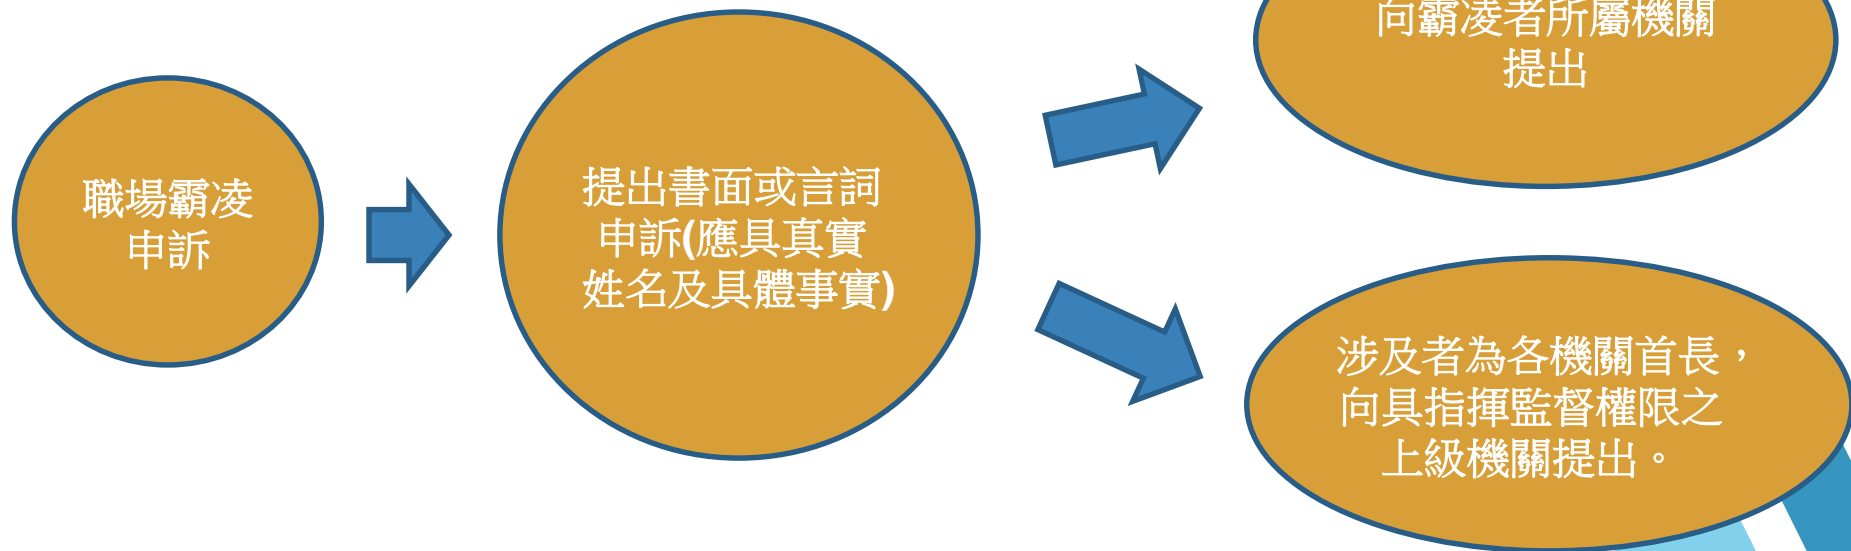 職場霸凌
申訴
提出書面或言詞
申訴(應具真實
姓名及具體事實)
向霸凌者所屬機關
提出
涉及者為各機關首長，
向具指揮監督權限之
上級機關提出。